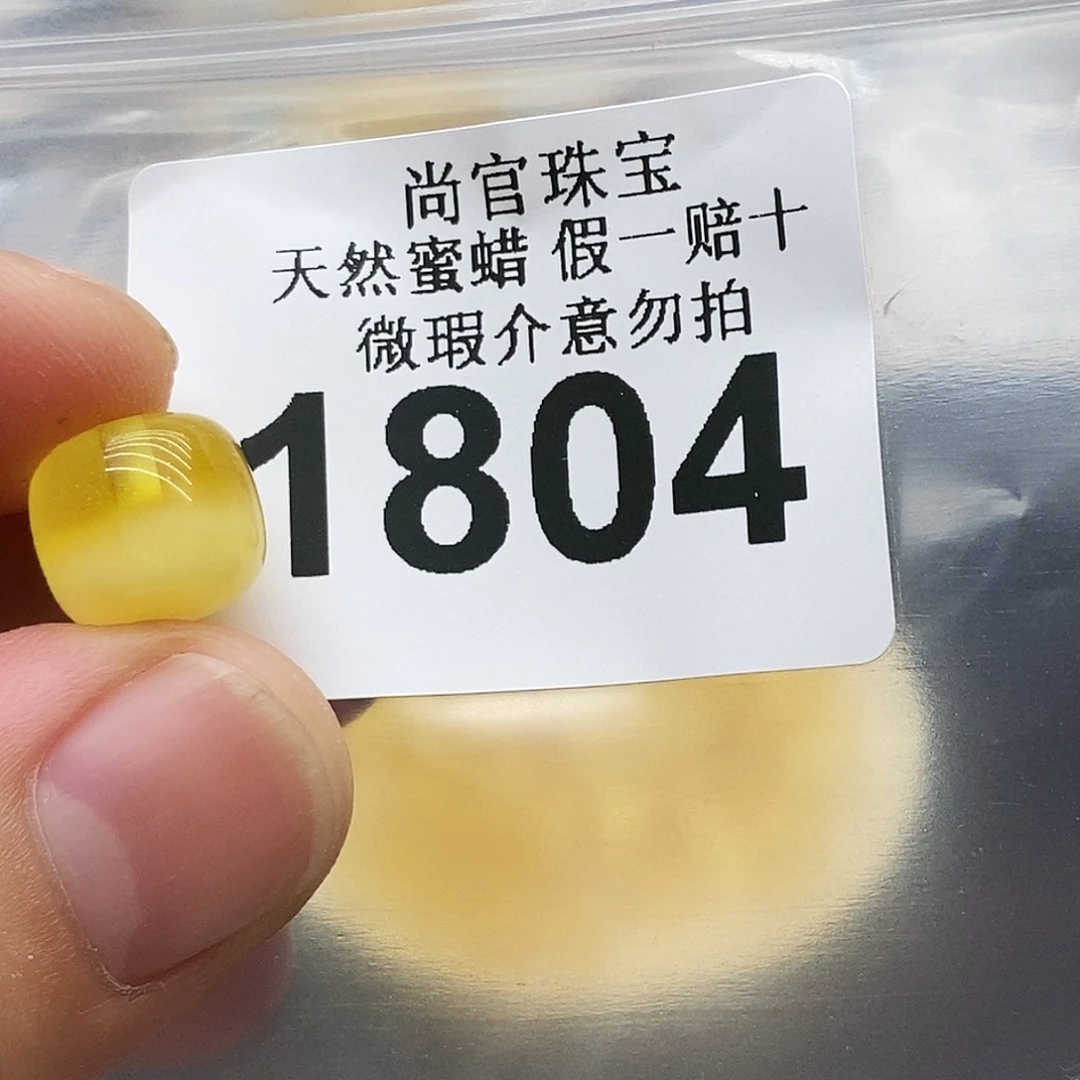 尚官珠宝
天然蜜蜡 假一赔十
微瑕介意勿拍
1804